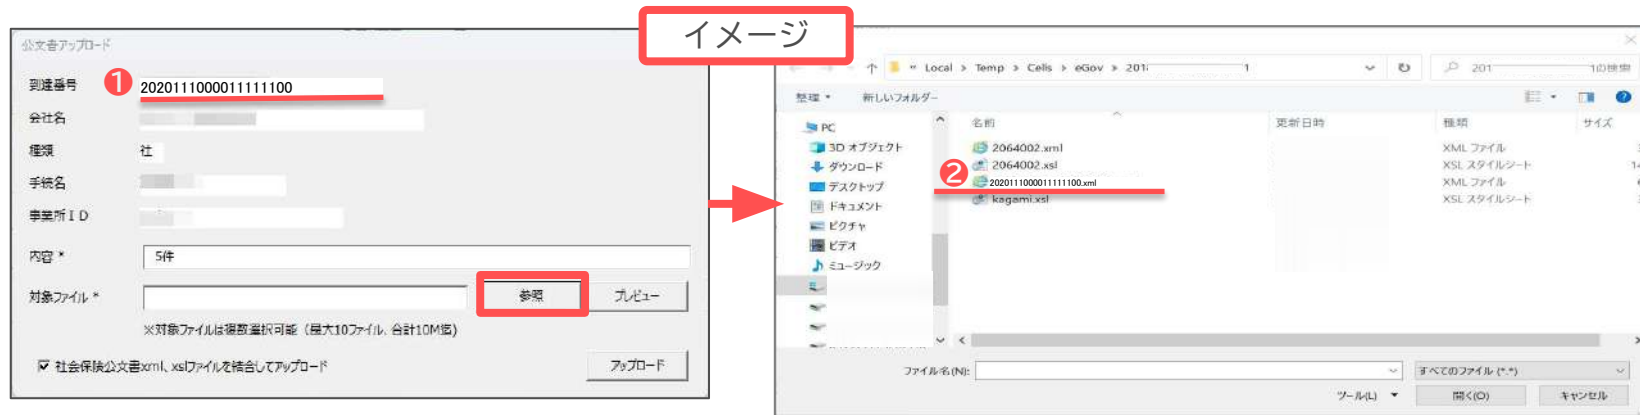 イメージ
公文書アップロード
到達番号 ❶ 2020111000011111100
会社名
種類 社
手続名
事業所ID
内容 * 5件
対象ファイル * 参照 プレビュー
※対象ファイルは複数選択可能（最大10ファイル、合計10M迄）
社会保険公文書xml、xslファイルを結合してアップロード アップロード
« Local > Temp > Cells > eGov > 201 1 201 1の検索
整理 新しいフォルダー
名前 更新日時 種類 サイズ
PC
3D オブジェクト
ダウンロード
デスクトップ
ドキュメント
ピクチャ
ビデオ
ミュージック
2064002.xml XML ファイル
2064002.xsl XSL スタイルシート 14
❷ 2020111000011111100.xml XML ファイル
kagami.xsl XSL スタイルシート
ファイル名(N): すべてのファイル (*.*)
ツール(L) 開く(O) キャンセル